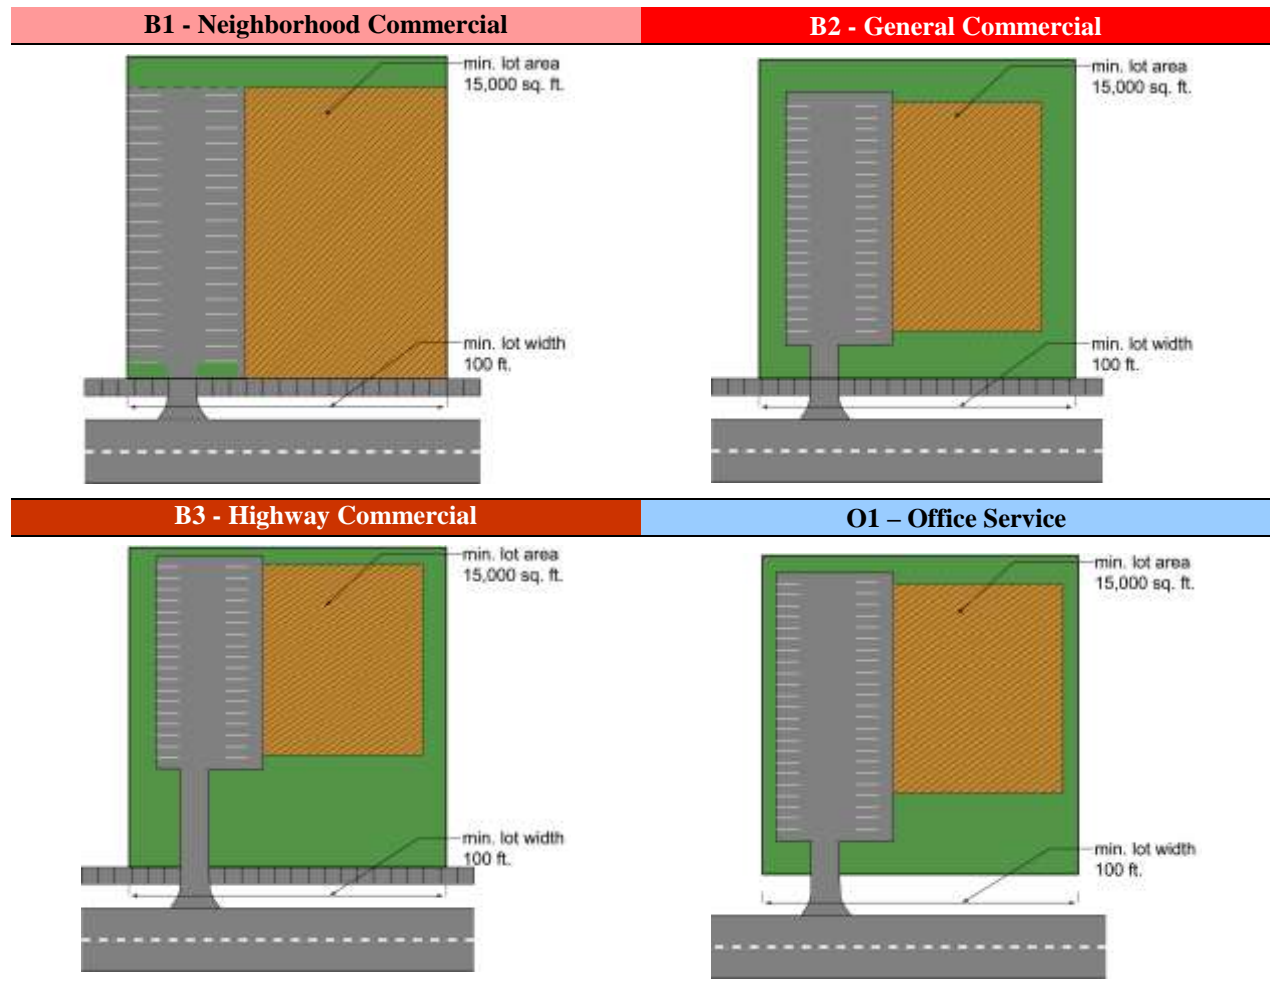 B1 - Neighborhood Commercial
B2 - General Commercial
min. lot area
15,000 sq. ft.
min. lot width
100 ft.
min. lot area
15,000 sq. ft.
min. lot width
100 ft.
B3 - Highway Commercial
O1 – Office Service
min. lot area
15,000 sq. ft.
min. lot width
100 ft.
min. lot area
15,000 sq. ft.
min. lot width
100 ft.